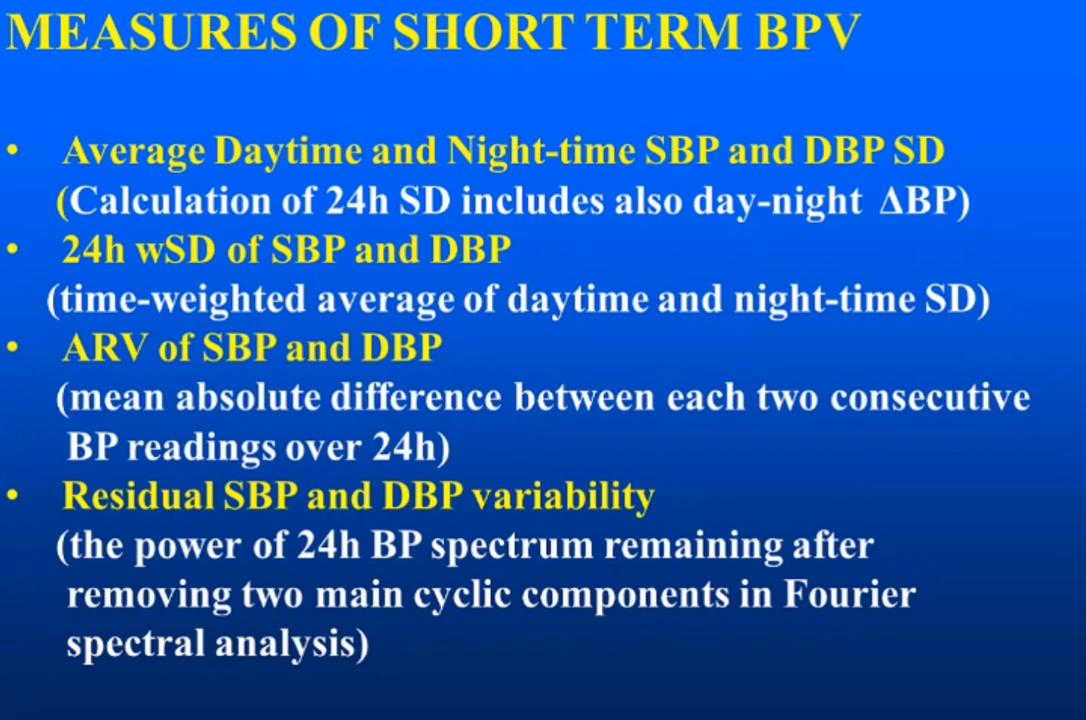 MEASURES OF SHORT TERM BPV
• Average Daytime and Night-time SBP and DBP SD
(Calculation of 24h SD includes also day-night ΔBP)
• 24h wSD of SBP and DBP
(time-weighted average of daytime and night-time SD)
• ARV of SBP and DBP
(mean absolute difference between each two consecutive
BP readings over 24h)
• Residual SBP and DBP variability
(the power of 24h BP spectrum remaining after
removing two main cyclic components in Fourier
spectral analysis)